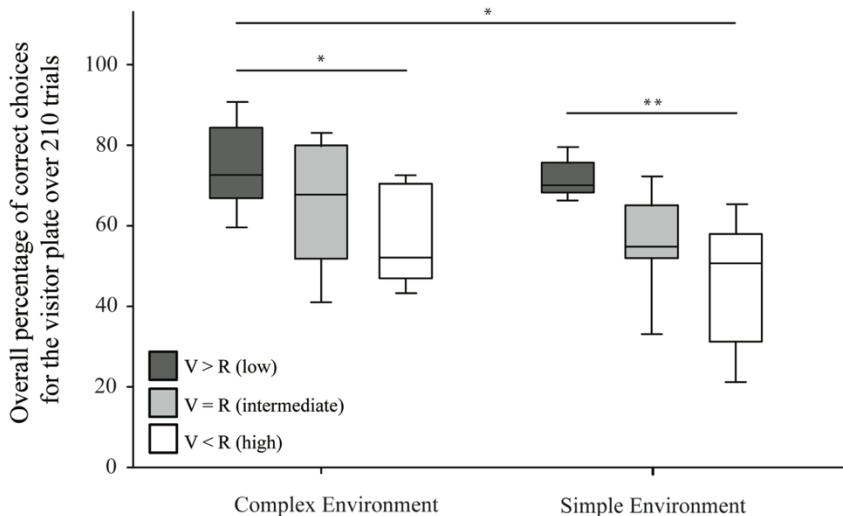 Overall percentage of correct choices
for the visitor plate over 210 trials
100
80
60
40
20
0
*
*
**
V > R (low)
V = R (intermediate)
V < R (high)
Complex Environment
Simple Environment